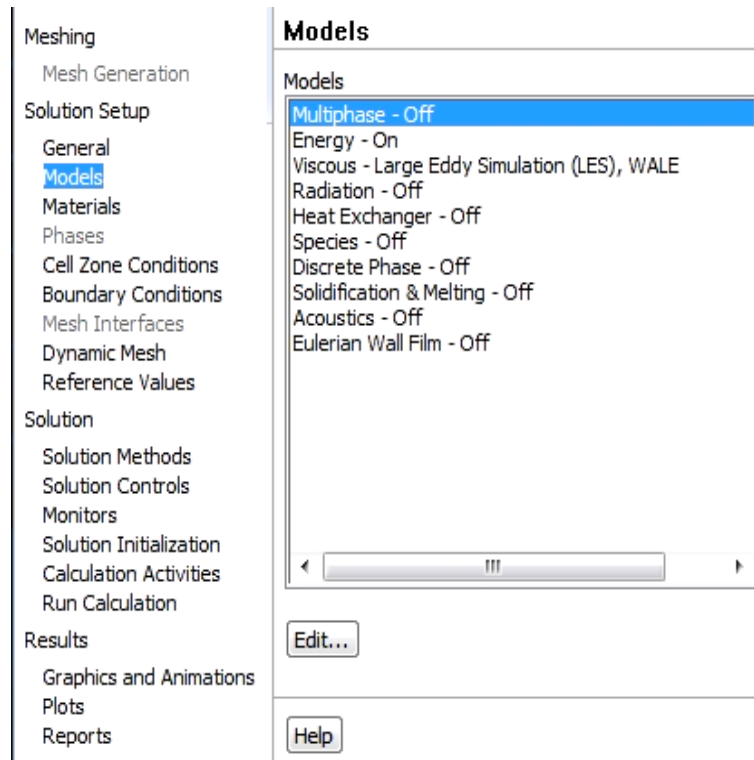 Meshing
Mesh Generation
Solution Setup
General
Models
Materials
Phases
Cell Zone Conditions
Boundary Conditions
Mesh Interfaces
Dynamic Mesh
Reference Values
Solution
Solution Methods
Solution Controls
Monitors
Solution Initialization
Calculation Activities
Run Calculation
Results
Graphics and Animations
Plots
Reports
Models
Models
Multiphase - Off
Energy - On
Viscous - Large Eddy Simulation (LES), WALE
Radiation - Off
Heat Exchanger - Off
Species - Off
Discrete Phase - Off
Solidification & Melting - Off
Acoustics - Off
Eulerian Wall Film - Off
Edit...
Help